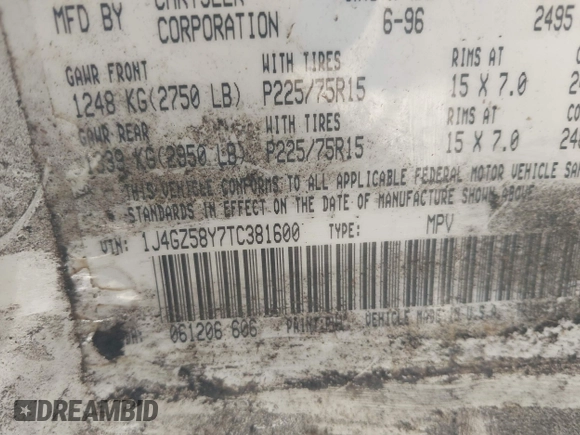 MFD BY CHRYSLER CORPORATION 6-96 2495
GAWR FRONT WITH TIRES RIMS AT
1248 KG(2750 LB) P225/75R15 15 X 7.0
GAWR REAR WITH TIRES RIMS AT
KG(2950 LB) P225/75R15 15 X 7.0
THIS VEHICLE CONFORMS TO ALL APPLICABLE FEDERAL MOTOR VEHICLE
STANDARDS IN EFFECT ON THE DATE OF MANUFACTURE SHOWN ABOVE
VIN: 1J4GZ58Y7TC381600 TYPE: MPV
061206 606 VEHICLE MADE IN U.S.A.
DREAMBID